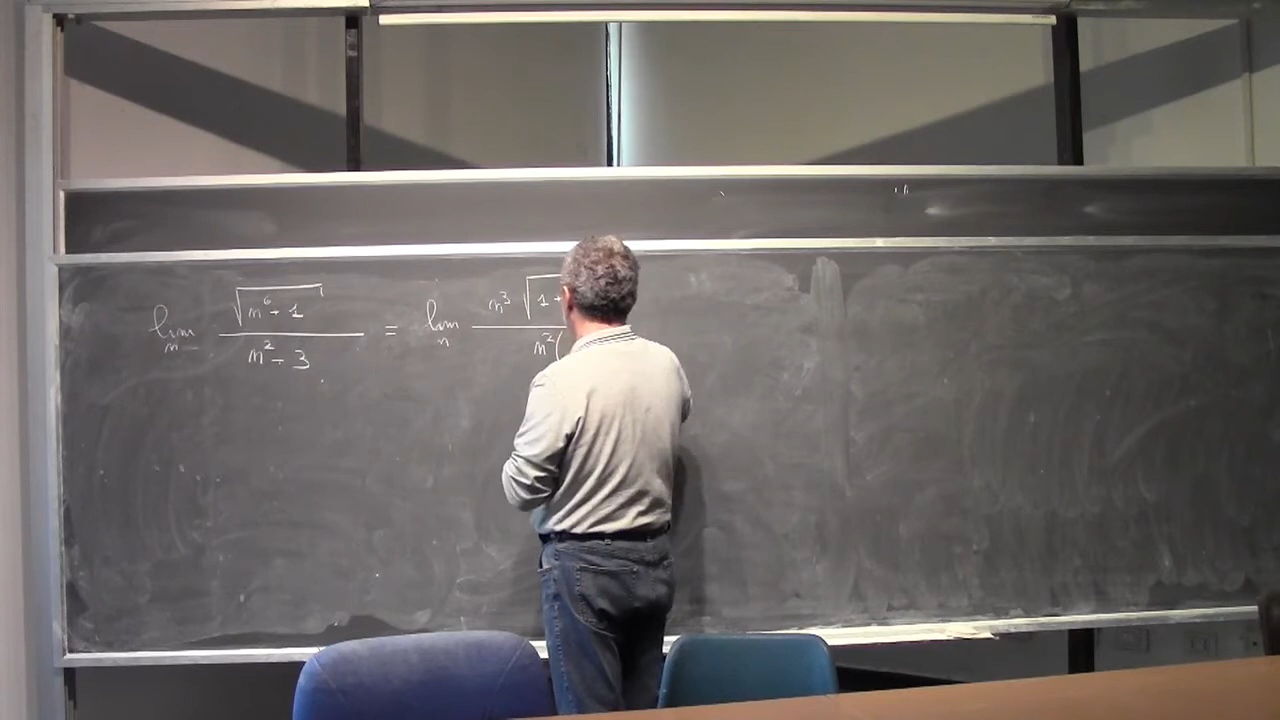 lim √(n⁶+1) / (n²-3) = lim n³ √(1+ / n²(
n n